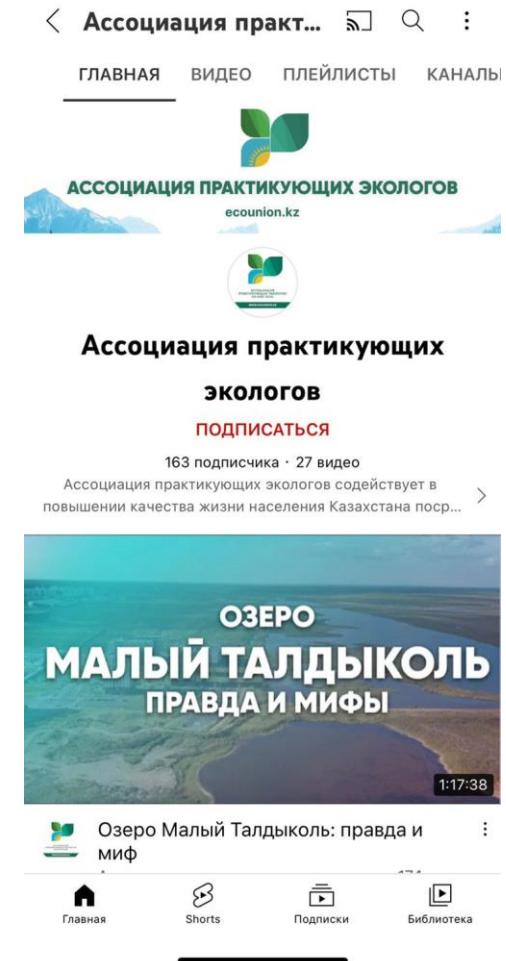 Ассоциация практ...
ГЛАВНАЯ ВИДЕО ПЛЕЙЛИСТЫ КАНАЛЫ
АССОЦИАЦИЯ ПРАКТИКУЮЩИХ ЭКОЛОГОВ
ecounion.kz
Ассоциация практикующих
экологов
ПОДПИСАТЬСЯ
163 подписчика · 27 видео
Ассоциация практикующих экологов содействует в
повышении качества жизни населения Казахстана поср...
ОЗЕРО
МАЛЫЙ ТАЛДЫКОЛЬ
ПРАВДА И МИФЫ
1:17:38
Озеро Малый Талдыколь: правда и
миф
Главная Shorts Подписки Библиотека